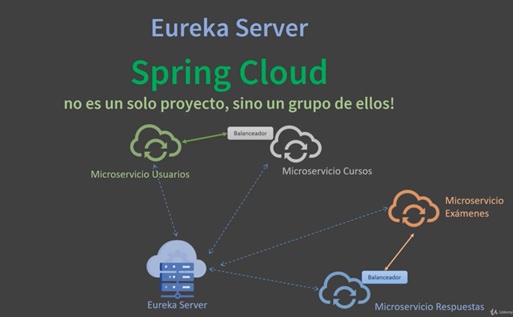 Eureka Server
Spring Cloud
no es un solo proyecto, sino un grupo de ellos!
Balanceador
Microservicio Usuarios
Microservicio Cursos
Microservicio
Exámenes
Balanceador
Eureka Server
Microservicio Respuestas
Udemy